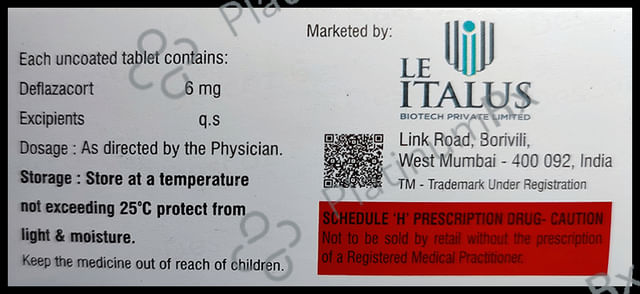 Each uncoated tablet contains:
Deflazacort 6 mg
Excipients q.s
Dosage : As directed by the Physician.
Storage : Store at a temperature
not exceeding 25°C protect from
light & moisture.
Keep the medicine out of reach of children.
Marketed by:
LE
ITALUS
BIOTECH PRIVATE LIMITED
Link Road, Borivili,
West Mumbai - 400 092, India
TM - Trademark Under Registration
SCHEDULE 'H' PRESCRIPTION DRUG- CAUTION
Not to be sold by retail without the prescription
of a Registered Medical Practitioner.
PlatinumRx
PlatinumRx
Rx